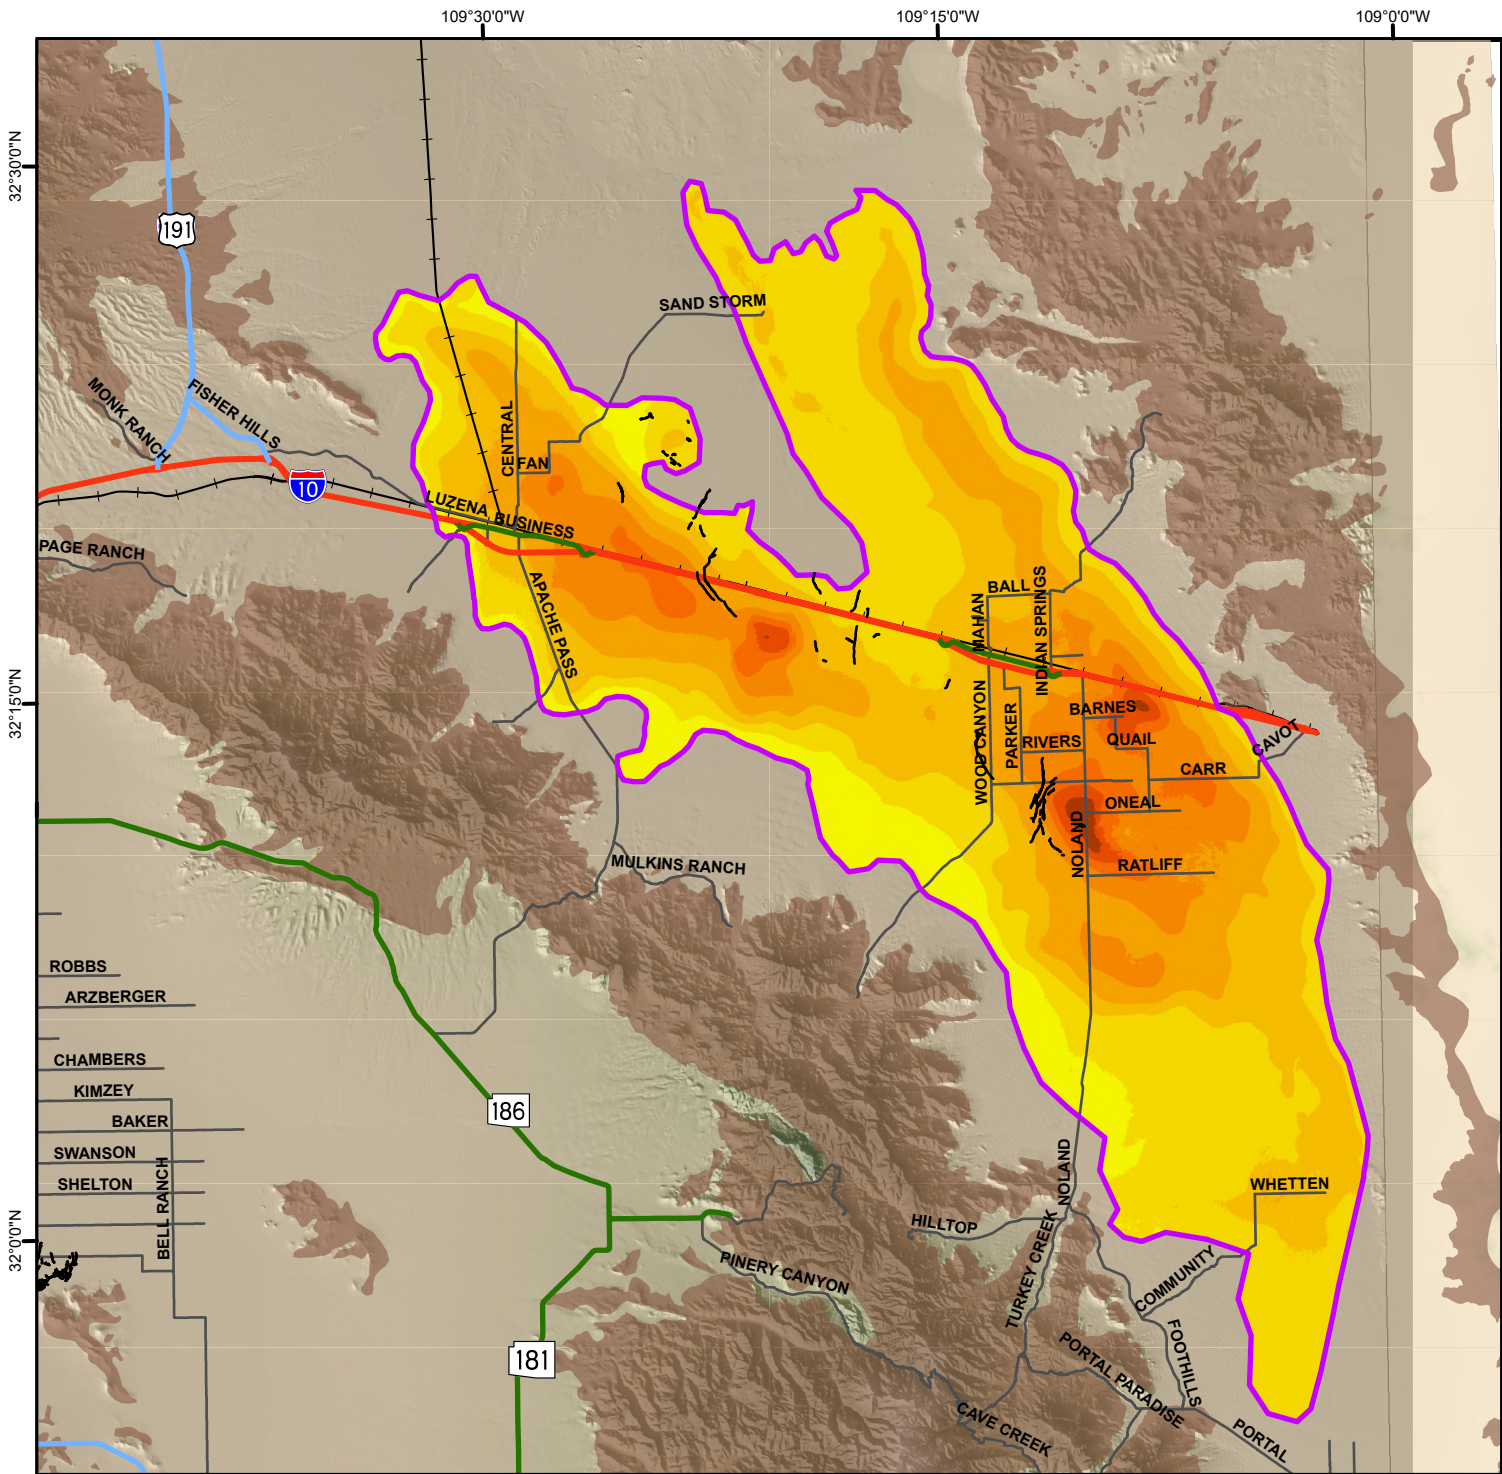 109°30'0"W
109°15'0"W
109°0'0"W
32°30'0"N
32°15'0"N
32°0'0"N
191
SAND STORM
MONK RANCH
FISHER HILLS
CENTRAL
FAN
10
LUZENA BUSINESS
PAGE RANCH
APACHE PASS
BALL
MAHAN
INDIAN SPRINGS
WOOD CANYON
PARKER
BARNES
RIVERS
QUAIL
CAVOT
CARR
ONEAL
NOLAND
RATLIFF
MULKINS RANCH
ROBBS
ARZBERGER
CHAMBERS
KIMZEY
BAKER
SWANSON
SHELTON
BELL RANCH
186
NOLAND
WHETTEN
HILLTOP
TURKEY CREEK
PINERY CANYON
COMMUNITY
FOOTHILLS
181
PORTAL PARADISE
CAVE CREEK
PORTAL